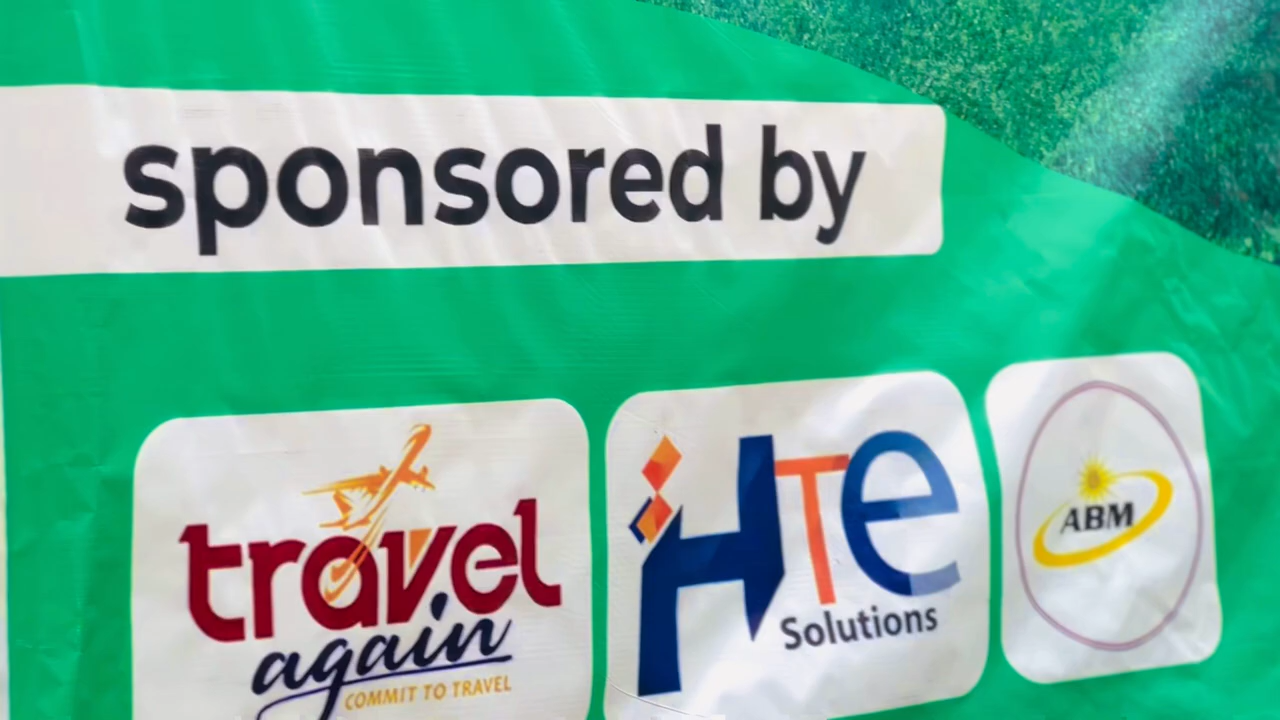 sponsored by
travel
again
COMMIT TO TRAVEL
HTe
Solutions
ABM